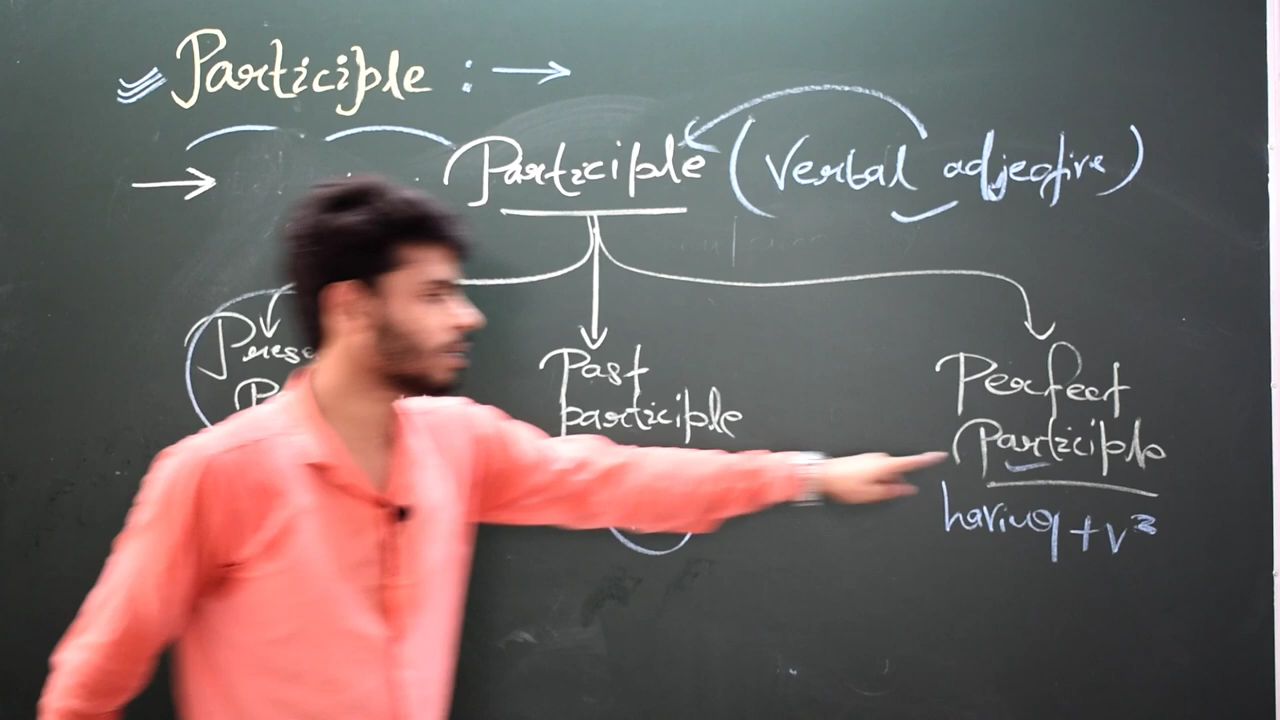 Participle : →
→ Participle (Verbal adjective)
Past
participle
Perfect
Participle
having + V³